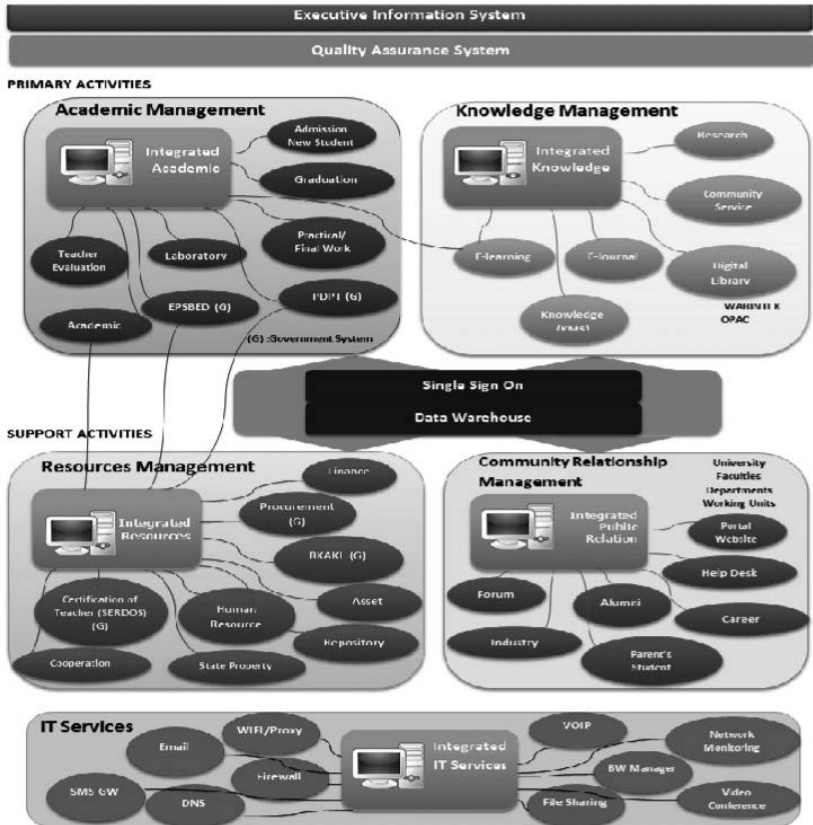 Executive Information System
Quality Assurance System
PRIMARY ACTIVITIES
Academic Management
Integrated
Academic
Admission
New Student
Graduation
Practical/
Final Work
Teacher
Evaluation
Laboratory
EPSBED (G)
PDPT (G)
Academic
(G) :Government System
Knowledge Management
Integrated
Knowledge
Research
Community
Service
E-learning
E-Journal
Digital
Library
Knowledge
WARINTEK
OPAC
Single Sign On
Data Warehouse
SUPPORT ACTIVITIES
Resources Management
Integrated
Resources
Finance
Procurement
(G)
RKAKL (G)
Asset
Certification of
Teacher (SERDOS)
(G)
Human
Resource
Repository
Cooperation
State Property
Community Relationship
Management
University
Faculties
Departments
Working Units
Integrated
Public
Relation
Portal
Website
Help Desk
Forum
Alumni
Career
Industry
Parent's
Student
IT Services
Integrated
IT Services
WIFI/Proxy
Email
Firewall
SMS GW
DNS
VOIP
Network
Monitoring
BW Manager
File Sharing
Video
Conference